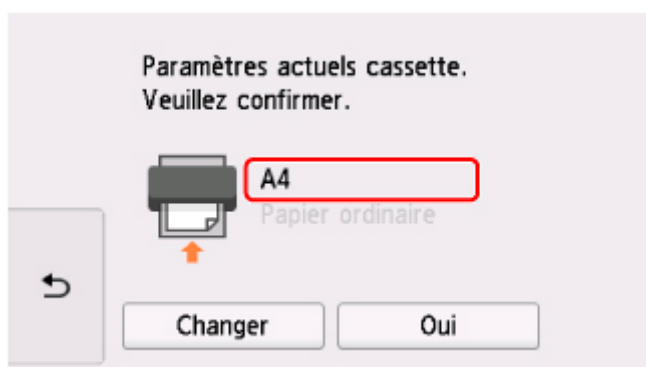 Paramètres actuels cassette.
Veuillez confirmer.
A4
Papier ordinaire
Changer
Oui